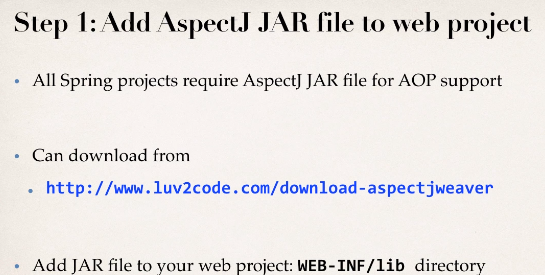 Step 1: Add AspectJ JAR file to web project
• All Spring projects require AspectJ JAR file for AOP support
• Can download from
• http://www.luv2code.com/download-aspectjweaver
• Add JAR file to your web project: WEB-INF/lib directory